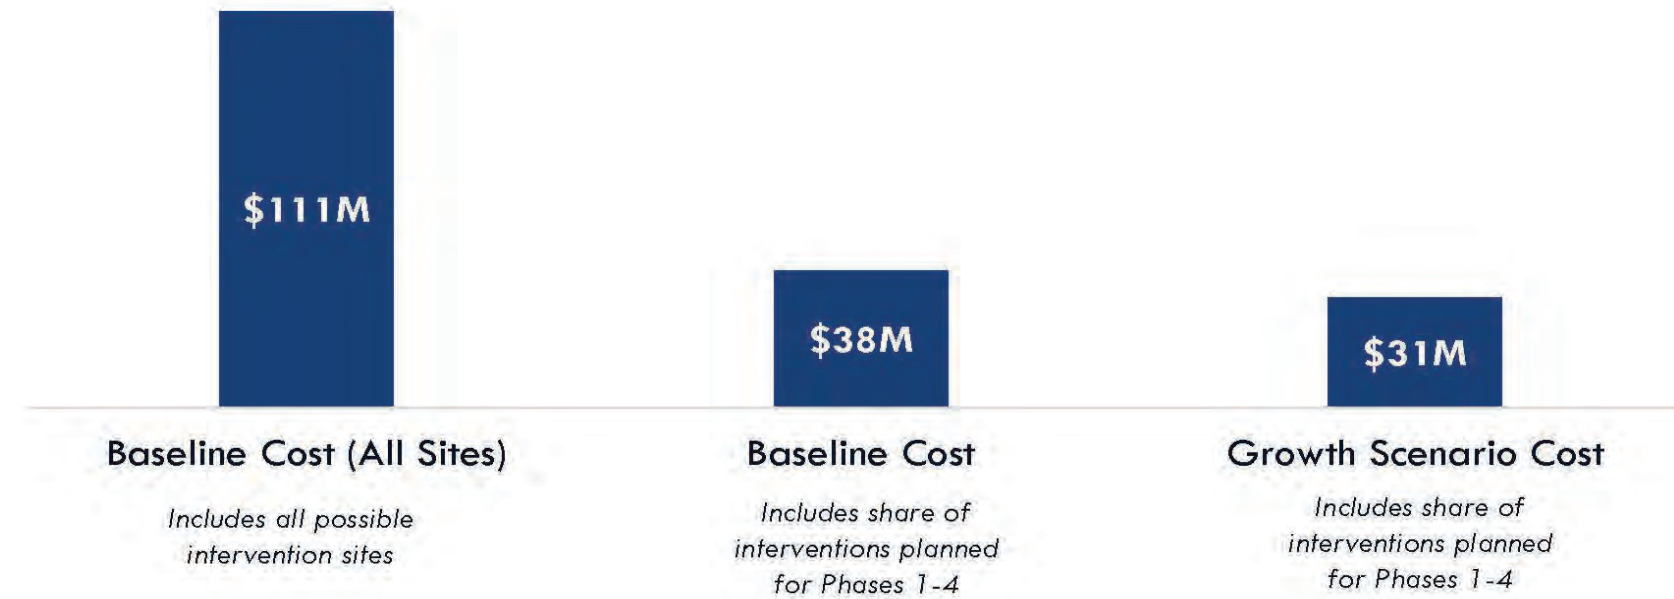 $111M
$38M
$31M
Baseline Cost (All Sites)
Includes all possible
intervention sites
Baseline Cost
Includes share of
interventions planned
for Phases 1-4
Growth Scenario Cost
Includes share of
interventions planned
for Phases 1-4